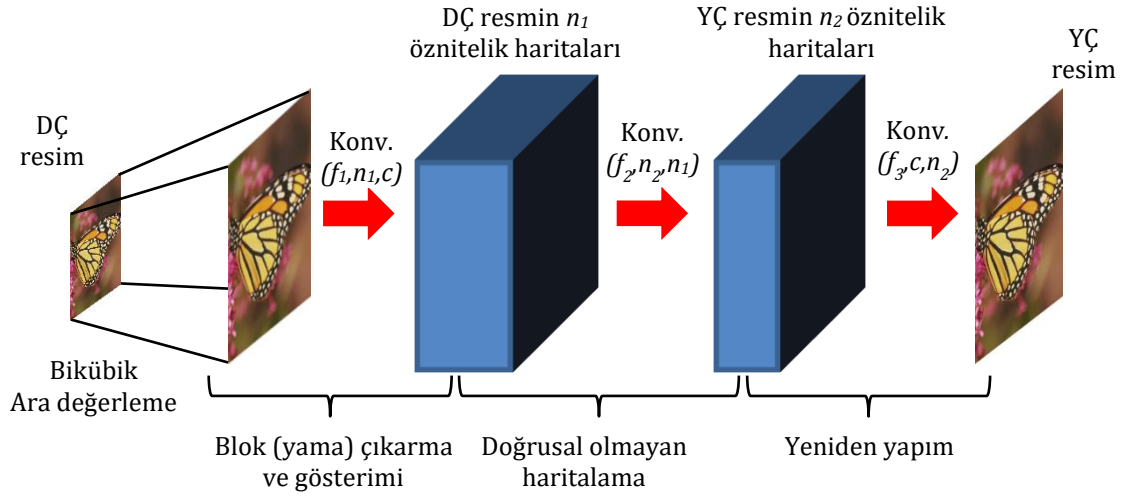 DÇ
resim
Bikübik
Ara değerleme
Konv.
(f1,n1,c)
DÇ resmin n1
öznitelik haritaları
Konv.
(f2,n2,n1)
YÇ resmin n2 öznitelik
haritaları
Konv.
(f3,c,n2)
YÇ
resim
Blok (yama) çıkarma
ve gösterimi
Doğrusal olmayan
haritalama
Yeniden yapım